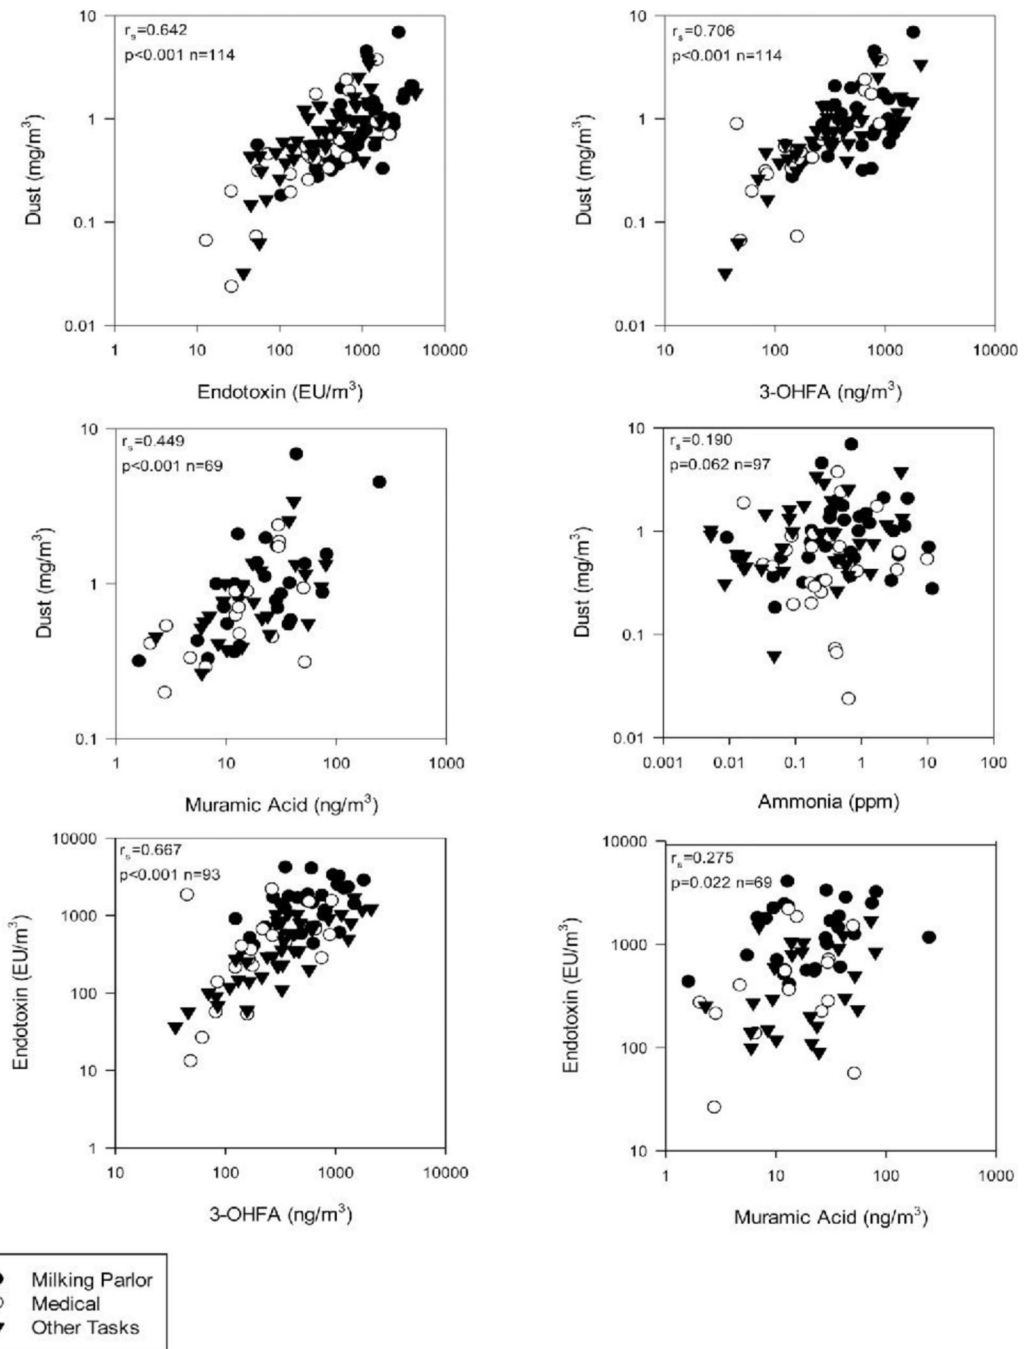 r_s=0.642
p<0.001 n=114
10
1
0.1
0.01
Dust (mg/m³)
1 10 100 1000 10000
Endotoxin (EU/m³)
r_s=0.706
p<0.001 n=114
10
1
0.1
0.01
Dust (mg/m³)
10 100 1000 10000
3-OHFA (ng/m³)
r_s=0.449
p<0.001 n=69
10
1
0.1
Dust (mg/m³)
1 10 100 1000
Muramic Acid (ng/m³)
r_s=0.190
p=0.062 n=97
10
1
0.1
0.01
Dust (mg/m³)
0.001 0.01 0.1 1 10 100
Ammonia (ppm)
r_s=0.667
p<0.001 n=93
10000
1000
100
10
1
Endotoxin (EU/m³)
10 100 1000 10000
3-OHFA (ng/m³)
r_s=0.275
p=0.022 n=69
10000
1000
100
10
Endotoxin (EU/m³)
1 10 100 1000
Muramic Acid (ng/m³)
Milking Parlor
Medical
Other Tasks